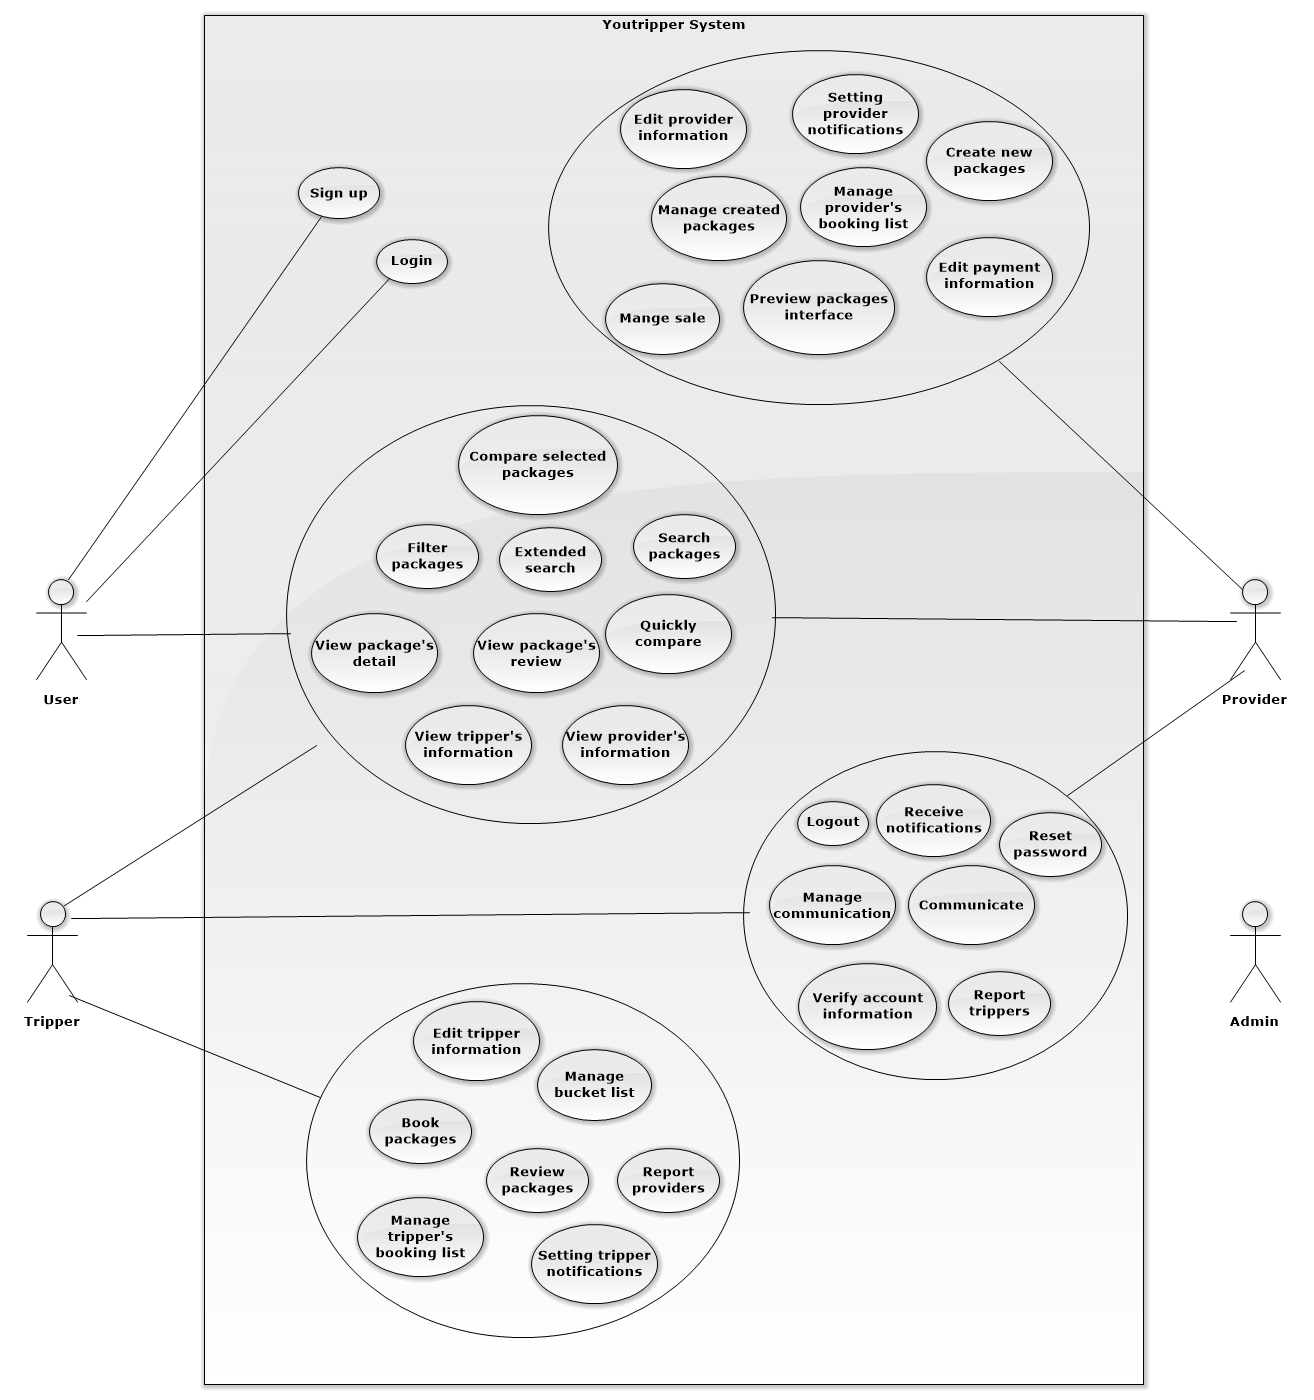 Youtripper System
Edit provider
information
Setting
provider
notifications
Create new
packages
Manage created
packages
Manage
provider's
booking list
Edit payment
information
Mange sale
Preview packages
interface
Sign up
Login
Compare selected
packages
Filter
packages
Extended
search
Search
packages
View package's
detail
View package's
review
Quickly
compare
View tripper's
information
View provider's
information
User
Provider
Logout
Receive
notifications
Reset
password
Manage
communication
Communicate
Verify account
information
Report
trippers
Tripper
Admin
Edit tripper
information
Manage
bucket list
Book
packages
Review
packages
Report
providers
Manage
tripper's
booking list
Setting tripper
notifications